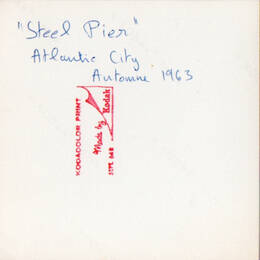 "Steel Pier"
Atlantic City
Automne 1963
KODACOLOR PRINT
Made by Kodak